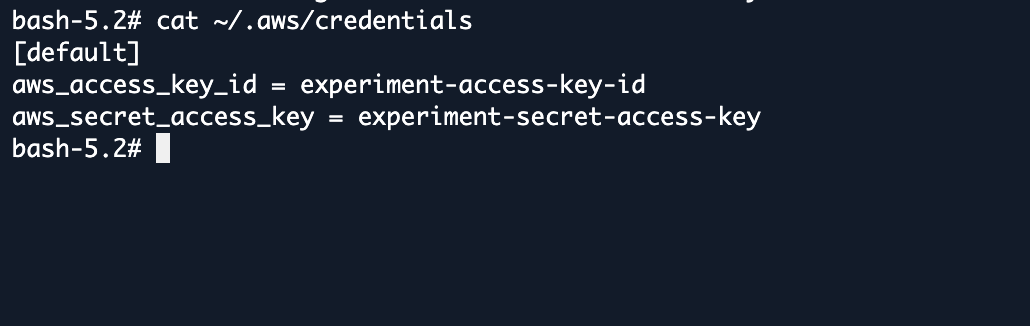 bash-5.2# cat ~/.aws/credentials
[default]
aws_access_key_id = experiment-access-key-id
aws_secret_access_key = experiment-secret-access-key
bash-5.2#